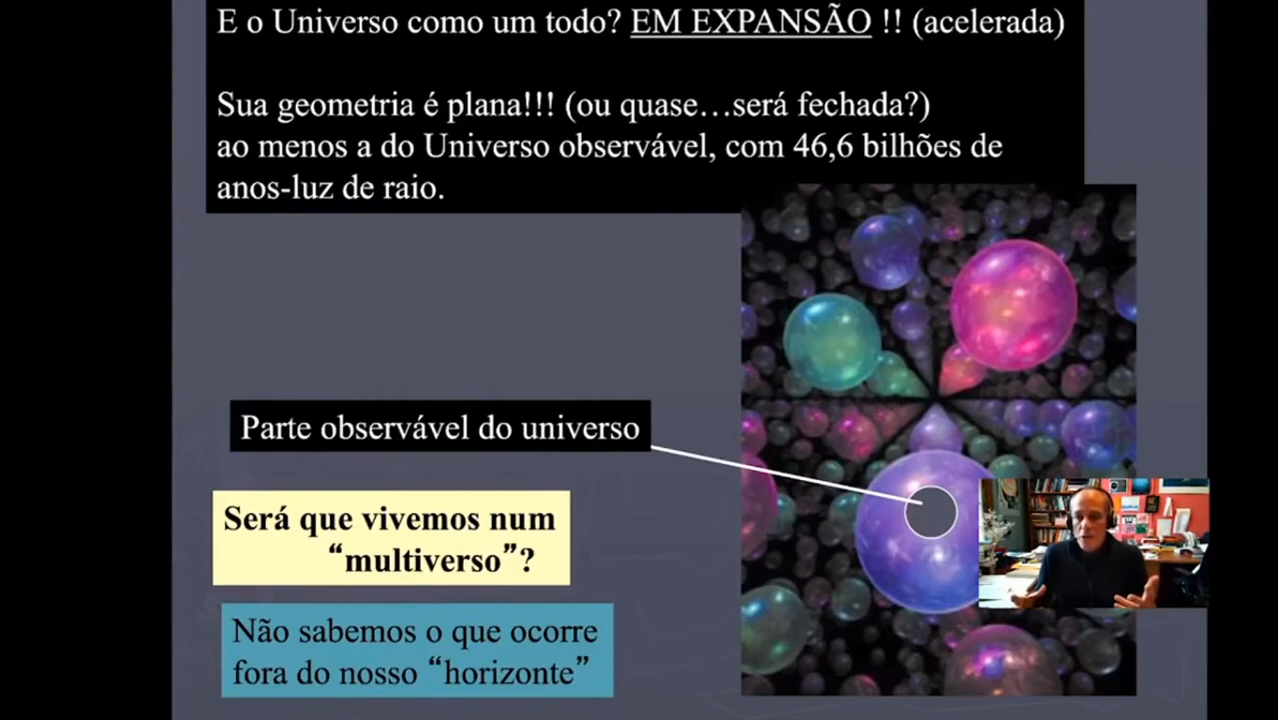 E o Universo como um todo? EM EXPANSÃO !! (acelerada)
Sua geometria é plana!!! (ou quase…será fechada?)
ao menos a do Universo observável, com 46,6 bilhões de
anos-luz de raio.
Parte observável do universo
Será que vivemos num
“multiverso”?
Não sabemos o que ocorre
fora do nosso “horizonte”